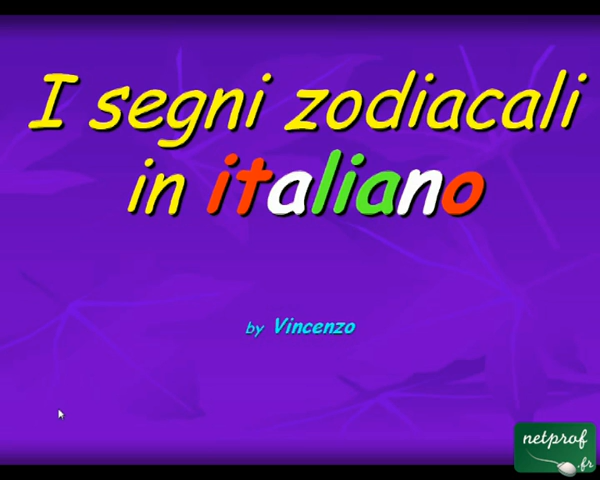 I segni zodiacali
in italiano
by Vincenzo
netprof
.fr